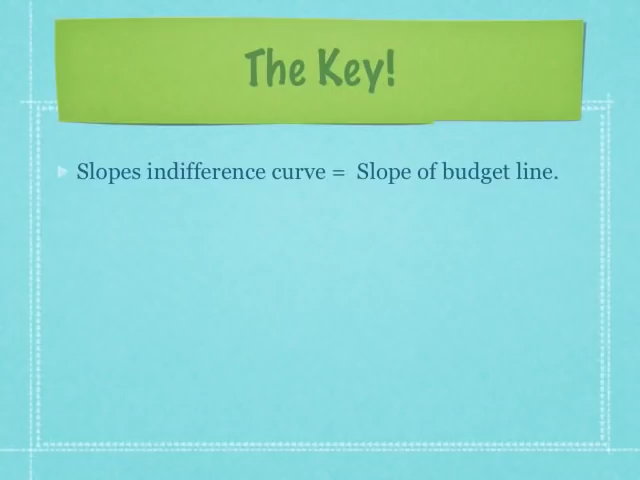 The Key!
Slopes indifference curve =  Slope of budget line.